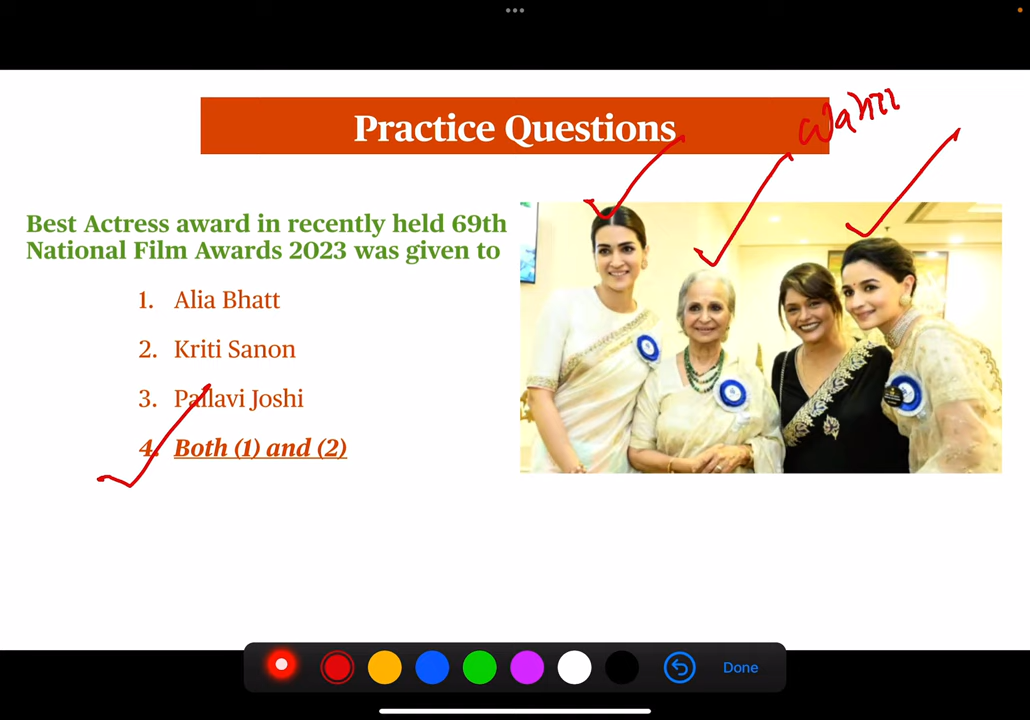 Practice Questions
Best Actress award in recently held 69th
National Film Awards 2023 was given to
1. Alia Bhatt
2. Kriti Sanon
3. Pallavi Joshi
4. Both (1) and (2)
Done